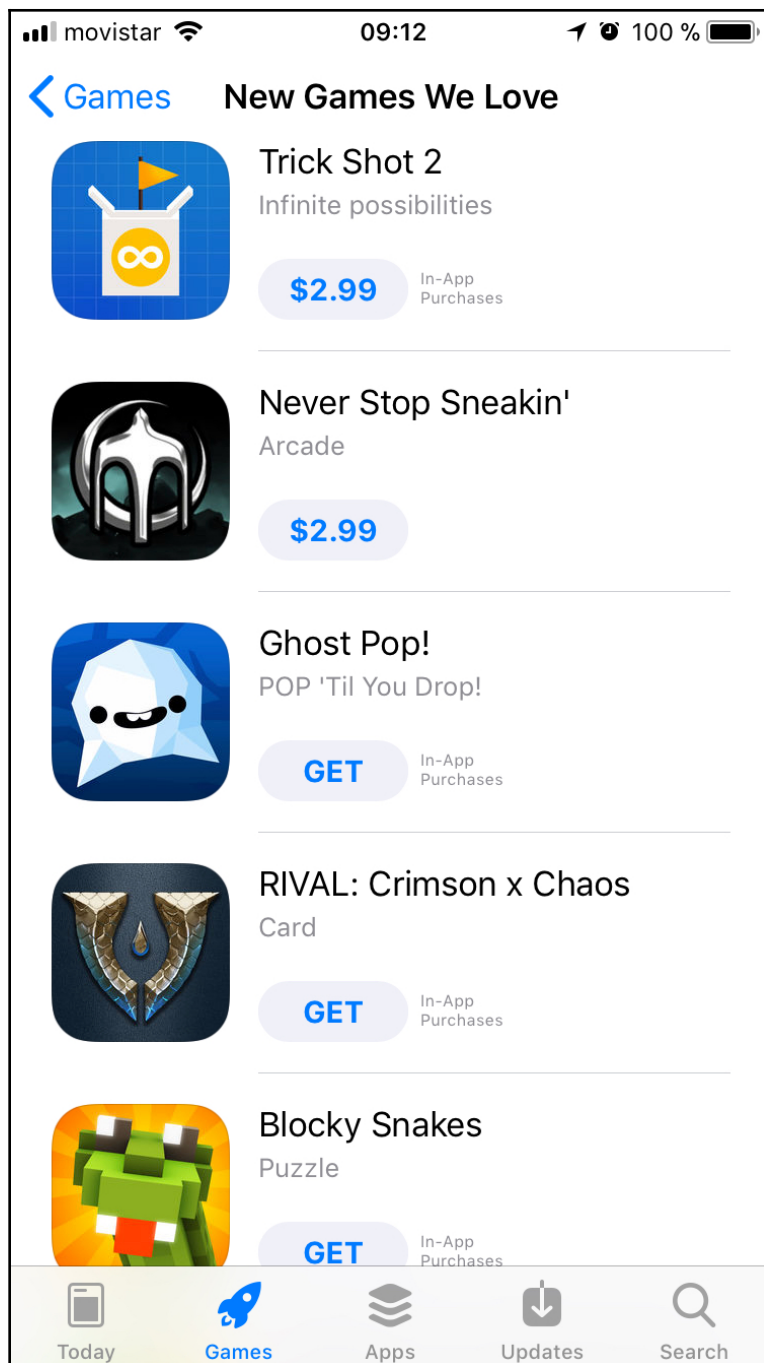 movistar 09:12 100 %
Games New Games We Love
Trick Shot 2
Infinite possibilities
$2.99 In-App
Purchases
Never Stop Sneakin'
Arcade
$2.99
Ghost Pop!
POP 'Til You Drop!
GET In-App
Purchases
RIVAL: Crimson x Chaos
Card
GET In-App
Purchases
Blocky Snakes
Puzzle
GET In-App
Purchases
Today Games Apps Updates Search